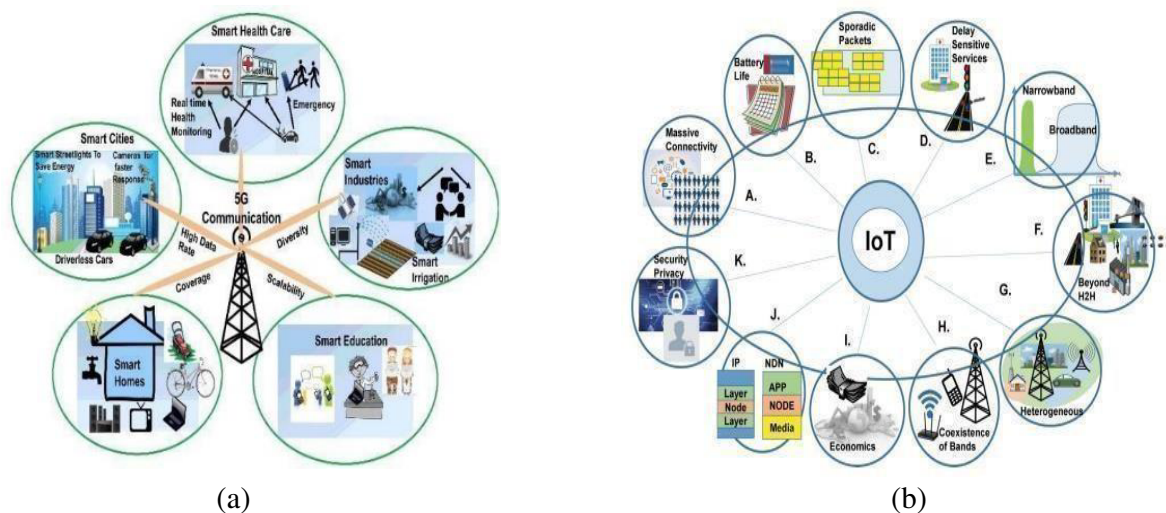 Smart Health Care
HOSPITAL
Real time
Health
Monitoring
Emergency
Smart Cities
Smart Streetlights To
Save Energy
Cameras for
faster
Response
Driverless Cars
5G
Communication
High Data
Rate
Diversity
Coverage
Scalability
Smart
Industries
Smart
Irrigation
Smart
Homes
Smart Education
(a)
Sporadic
Packets
Battery
Life
Delay
Sensitive
Services
Narrowband
Broadband
Massive
Connectivity
A.
B.
C.
D.
E.
F.
G.
H.
I.
J.
K.
IoT
Beyond
H2H
Security
Privacy
IP
Layer
Node
Layer
NDN
APP
NODE
Media
Economics
Coexistence
of Bands
Heterogeneous
(b)